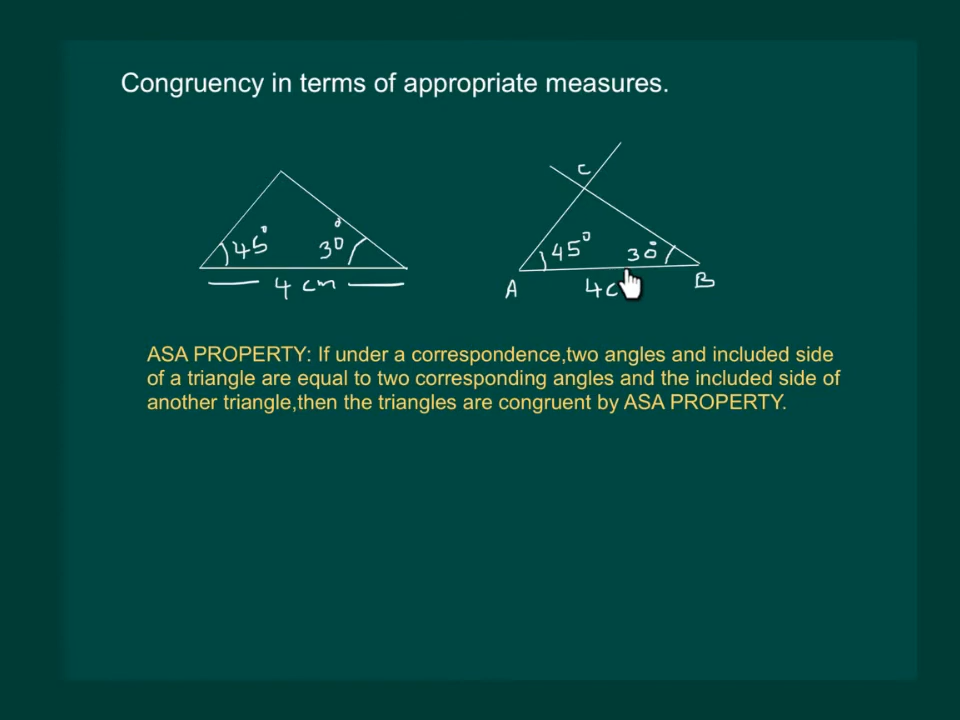 Congruency in terms of appropriate measures.
C
45° 30° 45° 30°
4 cm A 4c B
ASA PROPERTY: If under a correspondence,two angles and included side
of a triangle are equal to two corresponding angles and the included side of
another triangle,then the triangles are congruent by ASA PROPERTY.